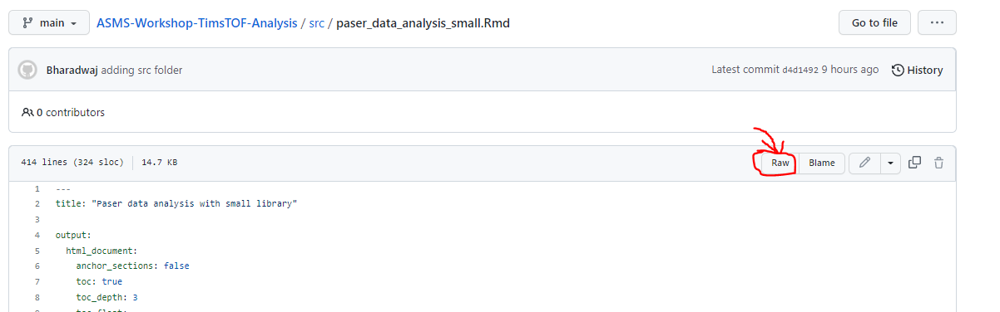 main ASMS-Workshop-TimsTOF-Analysis / src / paser_data_analysis_small.Rmd Go to file ...
Bharadwaj adding src folder Latest commit d4d1492 9 hours ago History
0 contributors
414 lines (324 sloc) 14.7 KB Raw Blame
1 ---
2 title: "Paser data analysis with small library"
3
4 output:
5 html_document:
6 anchor_sections: false
7 toc: true
8 toc_depth: 3